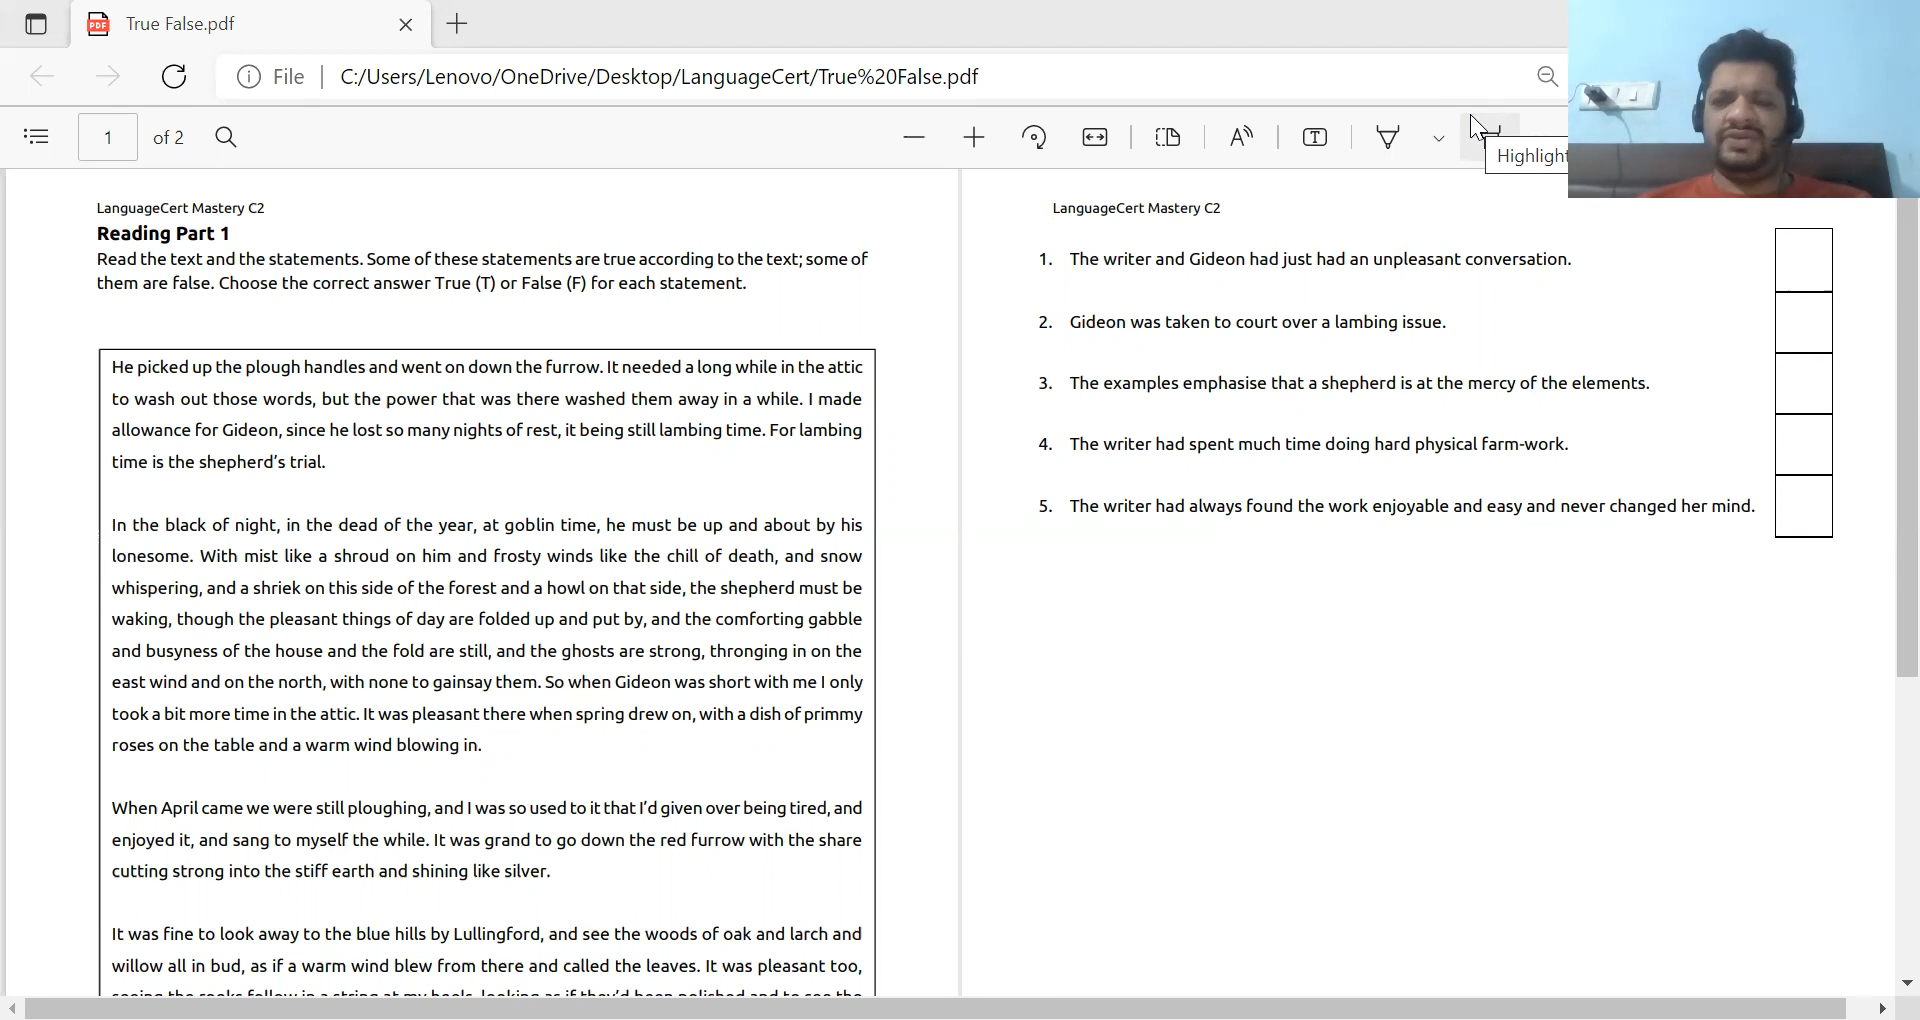 True False.pdf
File
C:/Users/Lenovo/OneDrive/Desktop/LanguageCert/True%20False.pdf
1 of 2
Highlight
LanguageCert Mastery C2
Reading Part 1
Read the text and the statements. Some of these statements are true according to the text; some of
them are false. Choose the correct answer True (T) or False (F) for each statement.
He picked up the plough handles and went on down the furrow. It needed a long while in the attic
to wash out those words, but the power that was there washed them away in a while. I made
allowance for Gideon, since he lost so many nights of rest, it being still lambing time. For lambing
time is the shepherd's trial.
In the black of night, in the dead of the year, at goblin time, he must be up and about by his
lonesome. With mist like a shroud on him and frosty winds like the chill of death, and snow
whispering, and a shriek on this side of the forest and a howl on that side, the shepherd must be
waking, though the pleasant things of day are folded up and put by, and the comforting gabble
and busyness of the house and the fold are still, and the ghosts are strong, thronging in on the
east wind and on the north, with none to gainsay them. So when Gideon was short with me I only
took a bit more time in the attic. It was pleasant there when spring drew on, with a dish of primmy
roses on the table and a warm wind blowing in.
When April came we were still ploughing, and I was so used to it that I'd given over being tired, and
enjoyed it, and sang to myself the while. It was grand to go down the red furrow with the share
cutting strong into the stiff earth and shining like silver.
It was fine to look away to the blue hills by Lullingford, and see the woods of oak and larch and
willow all in bud, as if a warm wind blew from there and called the leaves. It was pleasant too,
seeing the rooks follow in a string at my heels, looking as if they'd been polished and to see the
LanguageCert Mastery C2
1. The writer and Gideon had just had an unpleasant conversation.
2. Gideon was taken to court over a lambing issue.
3. The examples emphasise that a shepherd is at the mercy of the elements.
4. The writer had spent much time doing hard physical farm-work.
5. The writer had always found the work enjoyable and easy and never changed her mind.